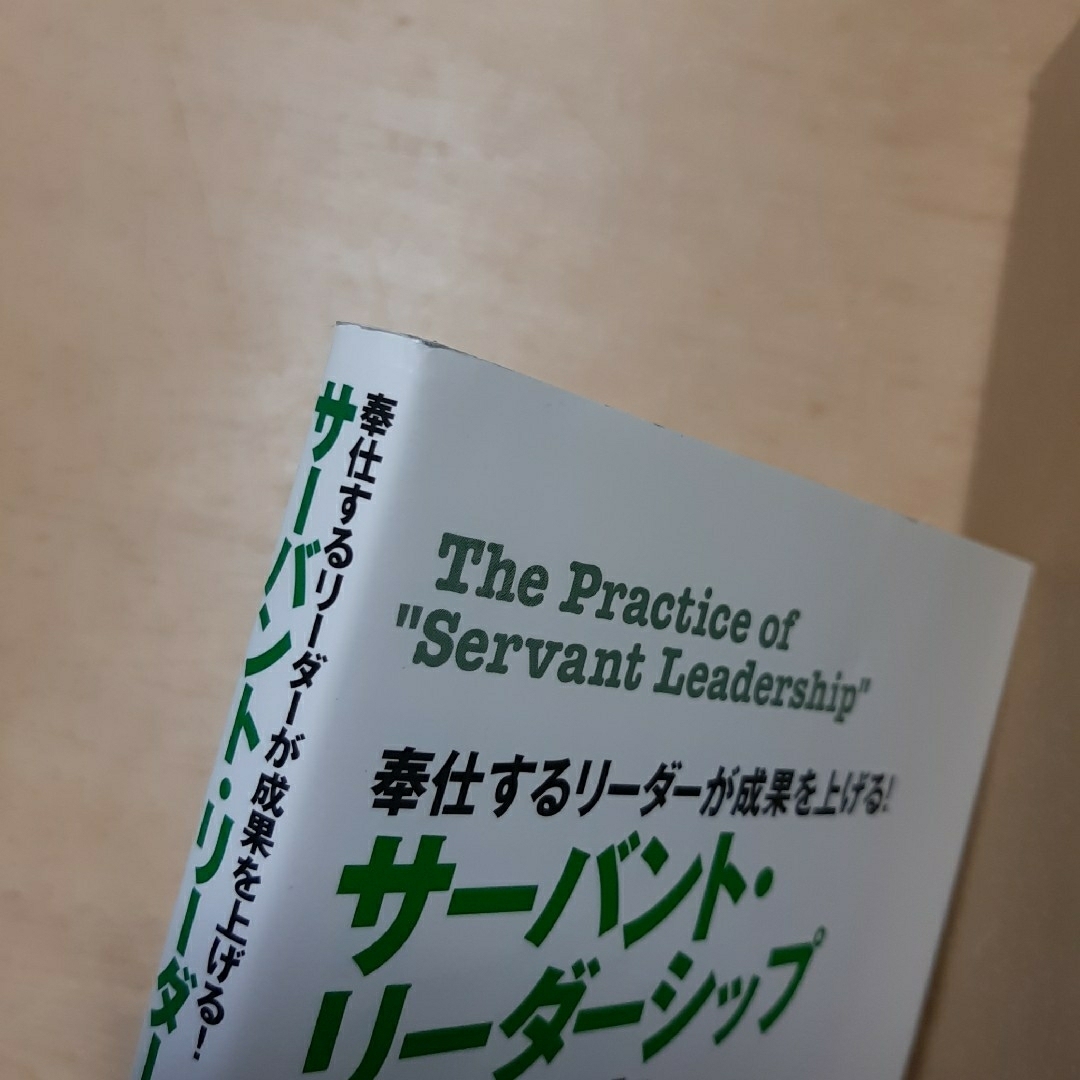 奉仕するリーダーが成果を上げる!
サーバント・リーダー
The Practice of
"Servant Leadership"
奉仕するリーダーが成果を上げる!
サーバント・
リーダーシップ